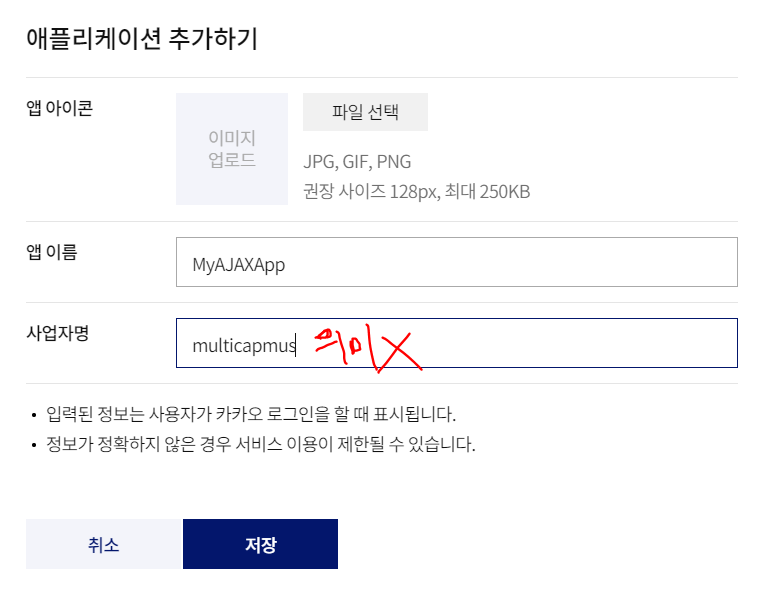 애플리케이션 추가하기
앱 아이콘
이미지
업로드
파일 선택
JPG, GIF, PNG
권장 사이즈 128px, 최대 250KB
앱 이름
MyAJAXApp
사업자명
multicapmus 의미X
• 입력된 정보는 사용자가 카카오 로그인을 할 때 표시됩니다.
• 정보가 정확하지 않은 경우 서비스 이용이 제한될 수 있습니다.
취소
저장